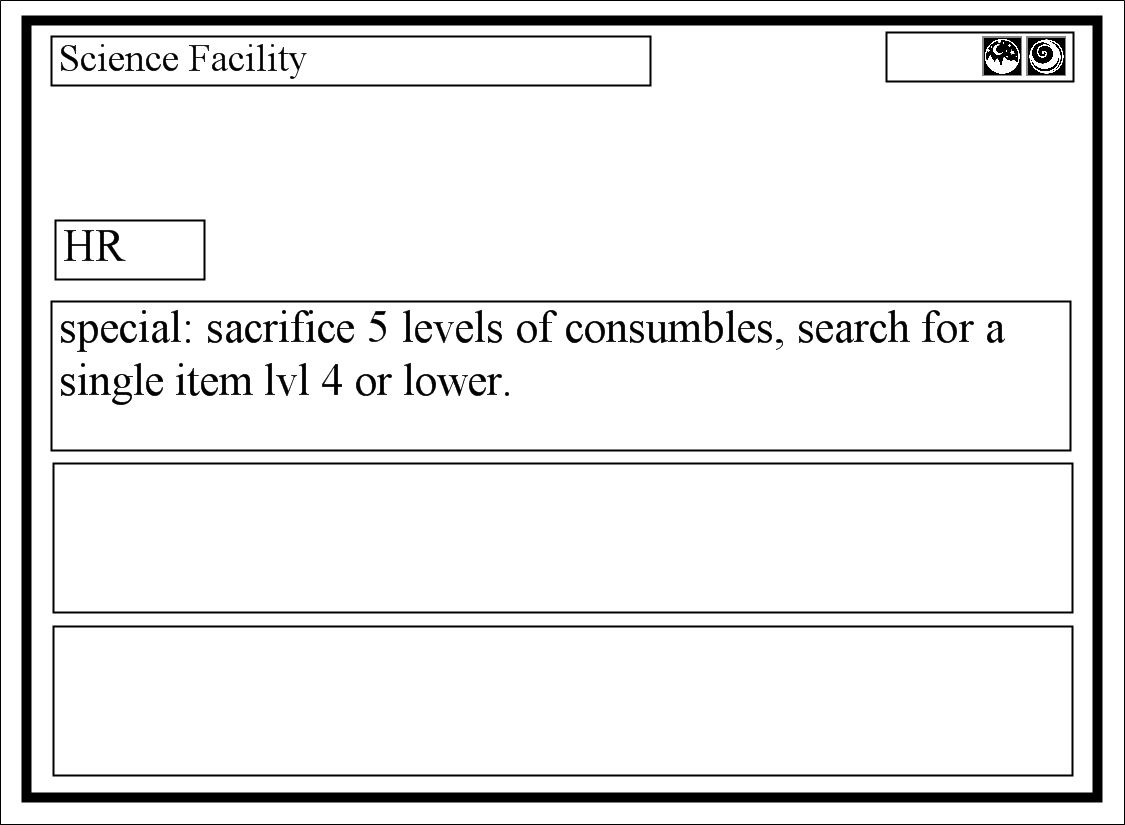 Science Facility
HR
special: sacrifice 5 levels of consumbles, search for a
single item lvl 4 or lower.